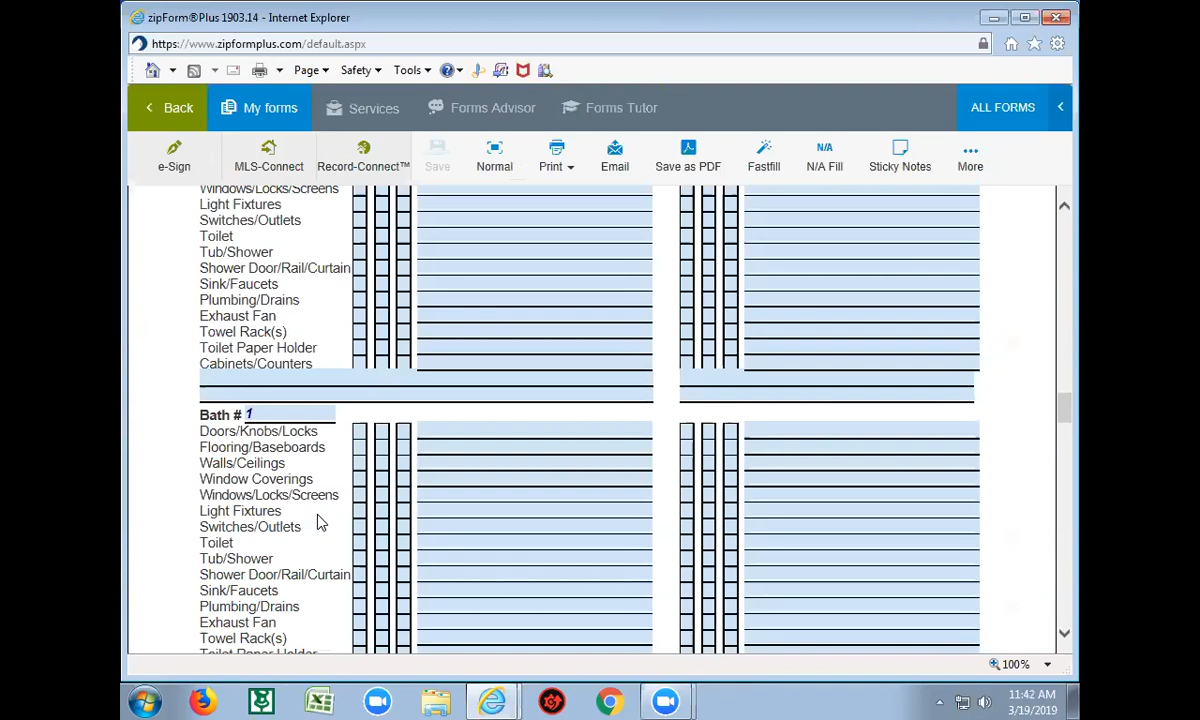 zipForm®Plus 1903.14 - Internet Explorer
https://www.zipformplus.com/default.aspx
Page Safety Tools
Back My forms Services Forms Advisor Forms Tutor ALL FORMS
N/A
e-Sign MLS-Connect Record-Connect™ Save Normal Print Email Save as PDF Fastfill N/A Fill Sticky Notes More
Windows/Locks/Screens
Light Fixtures
Switches/Outlets
Toilet
Tub/Shower
Shower Door/Rail/Curtain
Sink/Faucets
Plumbing/Drains
Exhaust Fan
Towel Rack(s)
Toilet Paper Holder
Cabinets/Counters
Bath # 1
Doors/Knobs/Locks
Flooring/Baseboards
Walls/Ceilings
Window Coverings
Windows/Locks/Screens
Light Fixtures
Switches/Outlets
Toilet
Tub/Shower
Shower Door/Rail/Curtain
Sink/Faucets
Plumbing/Drains
Exhaust Fan
Towel Rack(s)
Toilet Paper Holder
100%
11:42 AM
3/19/2019